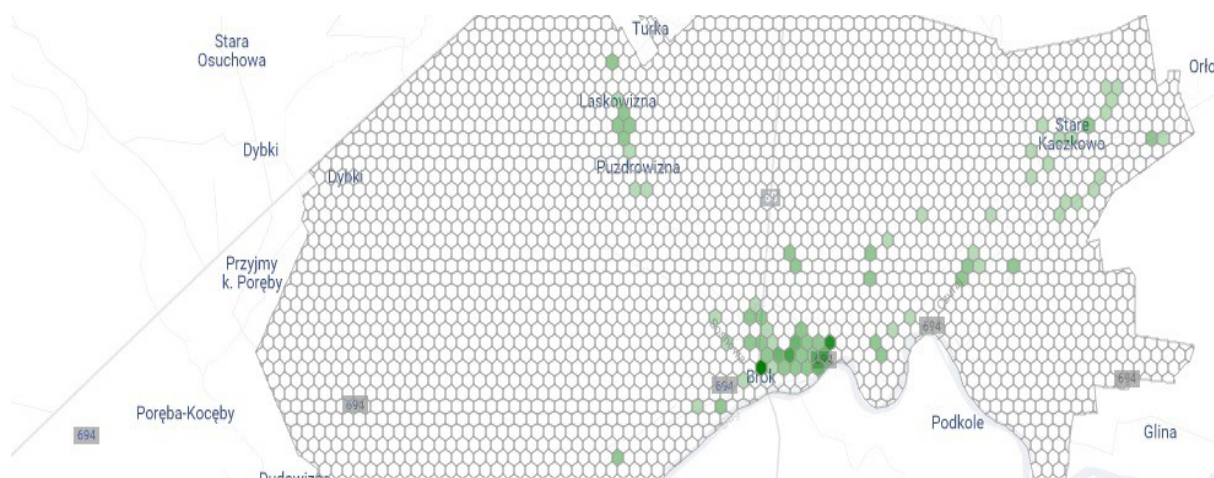 Turka
Stara
Osuchowa
Orło
Laskowizna
Stare
Kaczkowo
Dybki
Puzdrowizna
Dybki
50
Przyjmy
k. Poręby
694
694
Brok
694
694
694
Poręba-Kocęby
Podkole
Glina
694